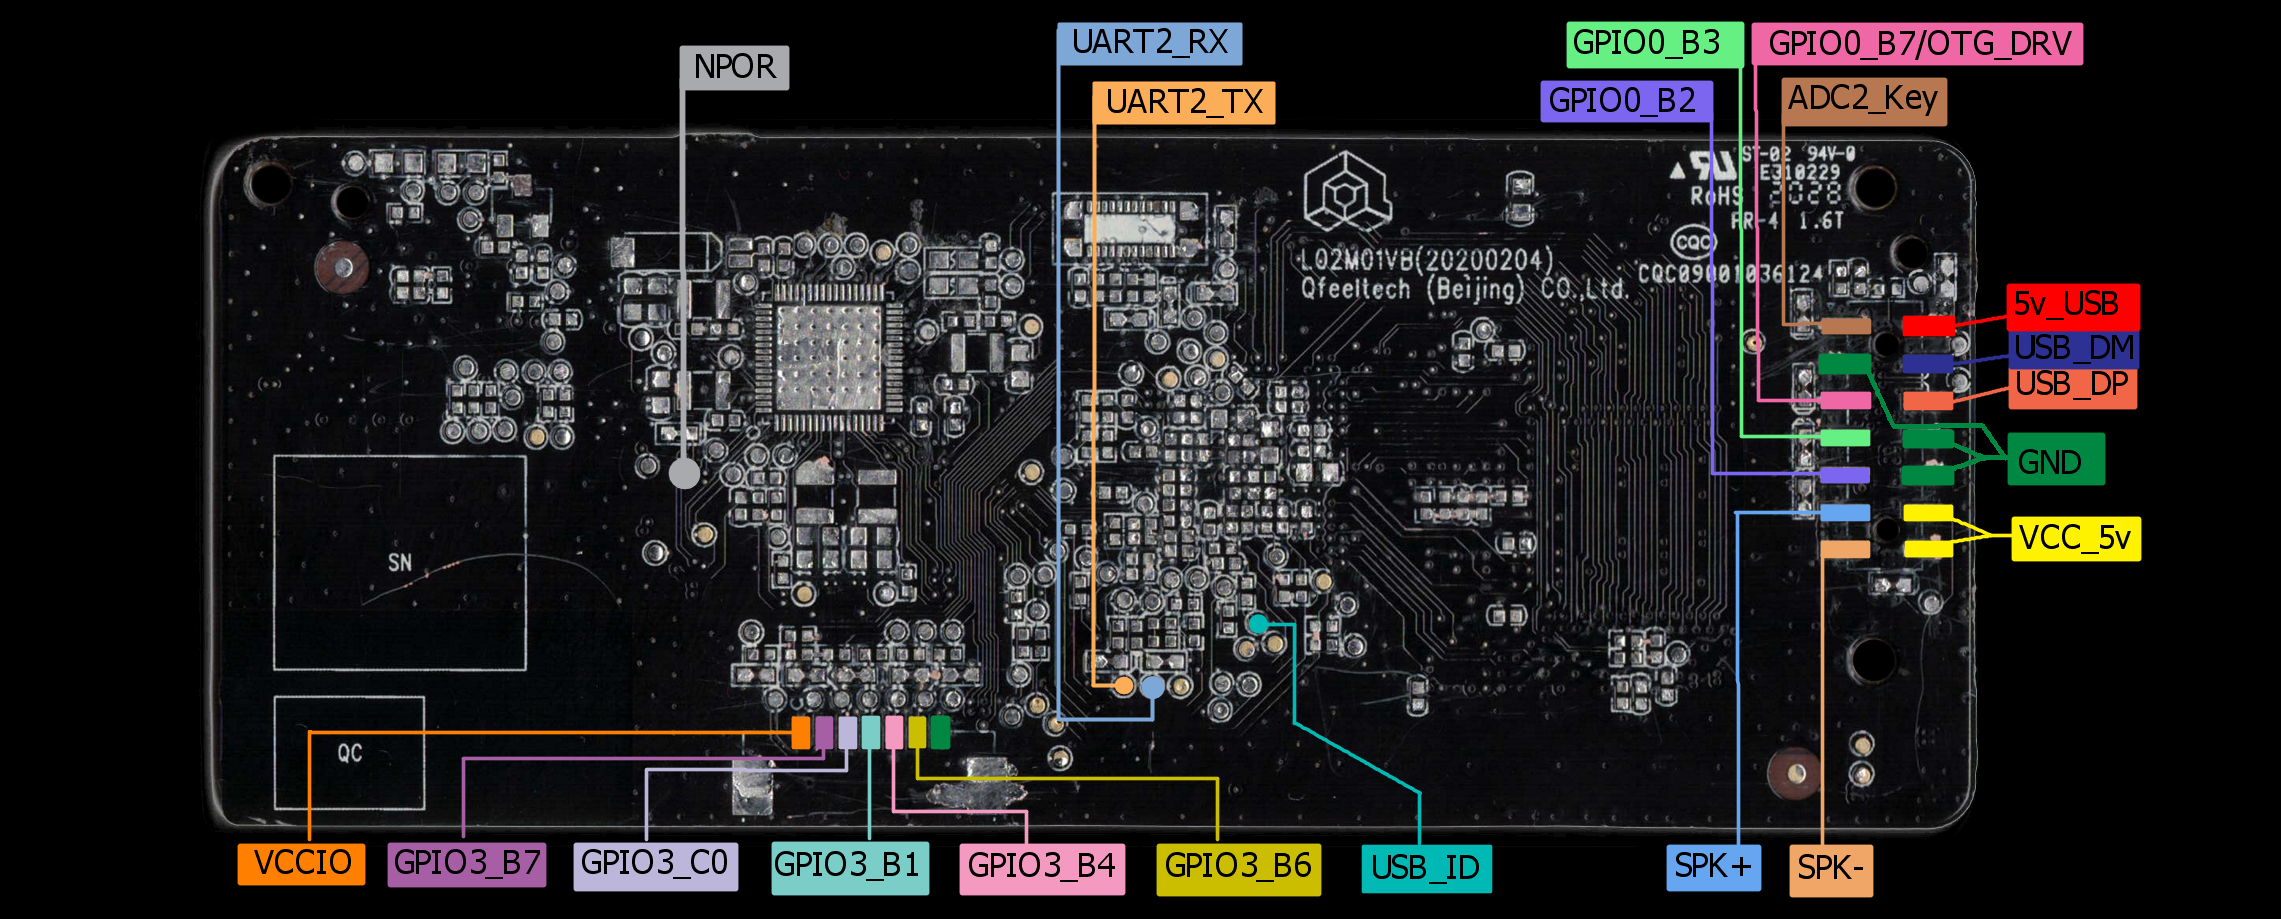 UART2_RX
GPIO0_B3
GPIO0_B7/OTG_DRV
NPOR
UART2_TX
GPIO0_B2
ADC2_Key
ST-02 94V-0
E310229
RoHS 2028
FR-4 1.6T
CQC
LQ2M01VB(20200204)
CQC09001036124
Qfeeltech (Beijing) CO.,Ltd.
5v_USB
USB_DM
USB_DP
GND
VCC_5v
SN
QC
VCCIO
GPIO3_B7
GPIO3_C0
GPIO3_B1
GPIO3_B4
GPIO3_B6
USB_ID
SPK+
SPK-